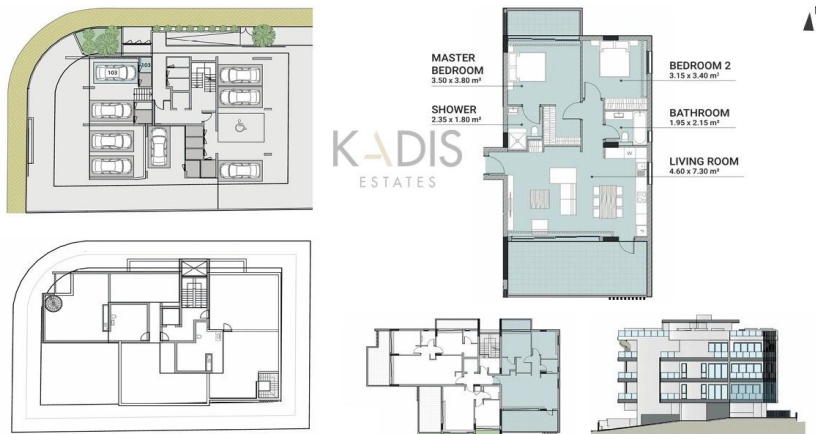 103
103
MASTER
BEDROOM
3.50 x 3.80 m²
SHOWER
2.35 x 1.80 m²
BEDROOM 2
3.15 x 3.40 m²
BATHROOM
1.95 x 2.15 m²
LIVING ROOM
4.60 x 7.30 m²
KADIS
ESTATES
W